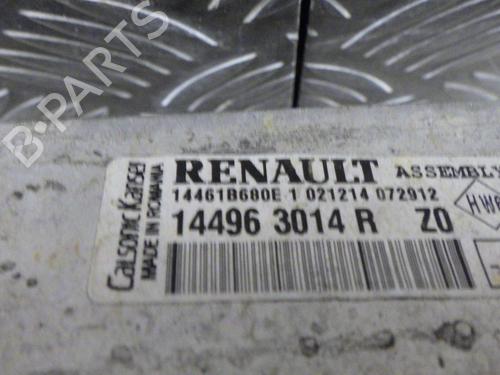 B-PARTS
Calsonic Kansei
MADE IN ROMANIA
RENAULT ASSEMBLY
14461B680E 1 021214 072912
14496 3014 R Z0